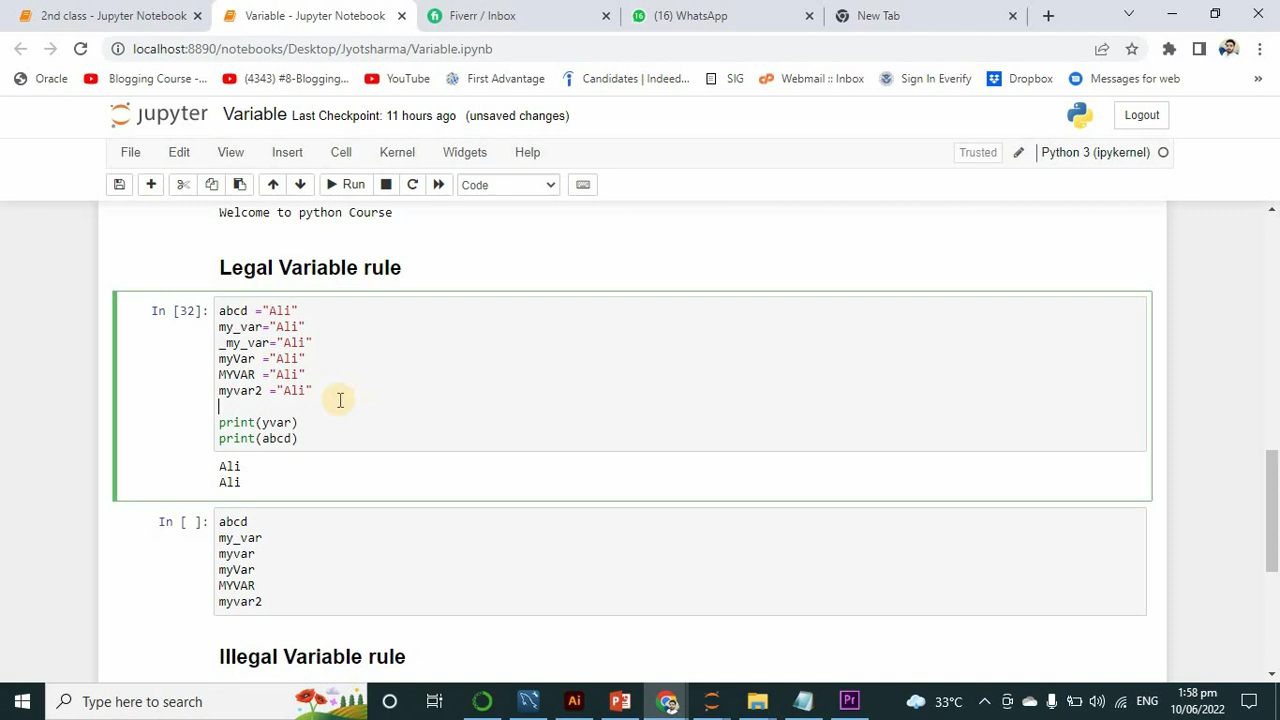 2nd class - Jupyter Notebook
Variable - Jupyter Notebook
Fiverr / Inbox
(16) WhatsApp
New Tab
localhost:8890/notebooks/Desktop/Jyotsharma/Variable.ipynb
Oracle
Blogging Course -...
(4343) #8-Blogging...
YouTube
First Advantage
Candidates | Indeed...
SIG
Webmail :: Inbox
Sign In Everify
Dropbox
Messages for web
»
jupyter Variable Last Checkpoint: 11 hours ago (unsaved changes)
Logout
File Edit View Insert Cell Kernel Widgets Help
Trusted
Python 3 (ipykernel)
Run
Code
Welcome to python Course
Legal Variable rule
In [32]: abcd ="Ali"
my_var="Ali"
_my_var="Ali"
myVar ="Ali"
MYVAR ="Ali"
myvar2 ="Ali"
print(yvar)
print(abcd)
Ali
Ali
In [ ]: abcd
my_var
myvar
myVar
MYVAR
myvar2
Illegal Variable rule
Type here to search
Ai
P
Pr
33°C
ENG
1:58 pm
10/06/2022